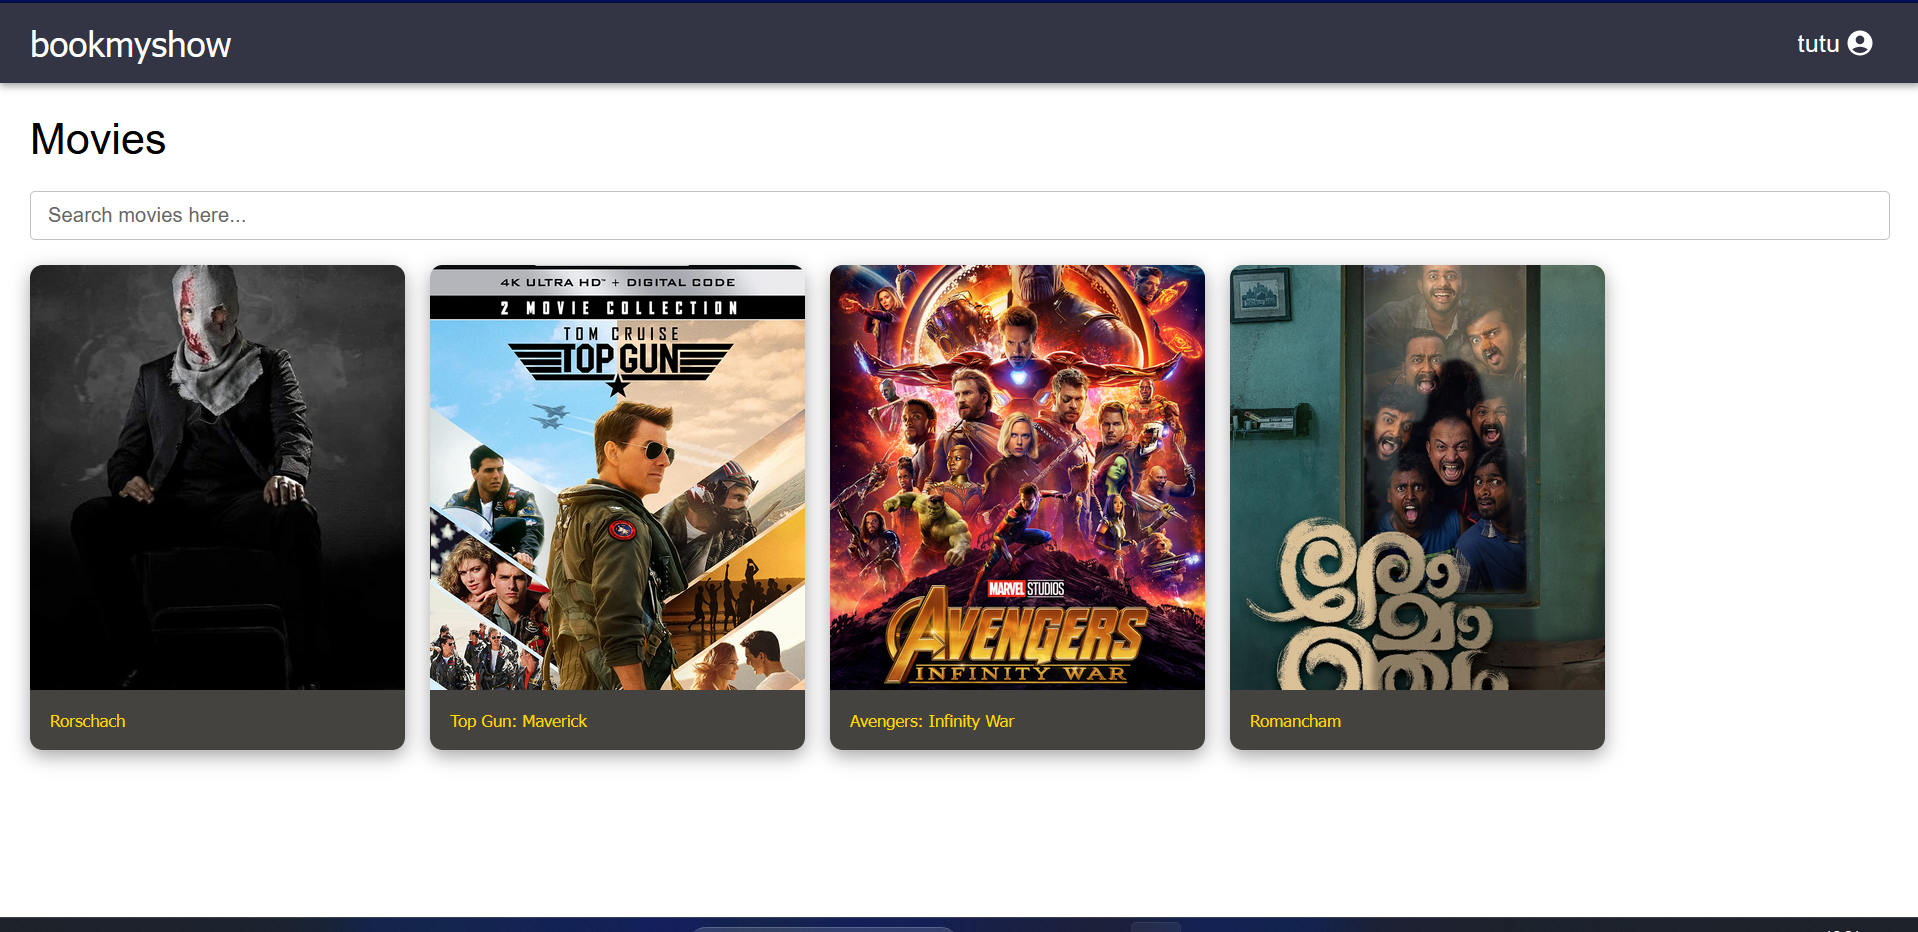 bookmyshow
tutu
Movies
Search movies here...
4K ULTRA HD™ + DIGITAL CODE
2 MOVIE COLLECTION
TOM CRUISE
TOP GUN
MARVEL STUDIOS
AVENGERS
INFINITY WAR
രോ
മാ
ഞ്ചം
Rorschach
Top Gun: Maverick
Avengers: Infinity War
Romancham